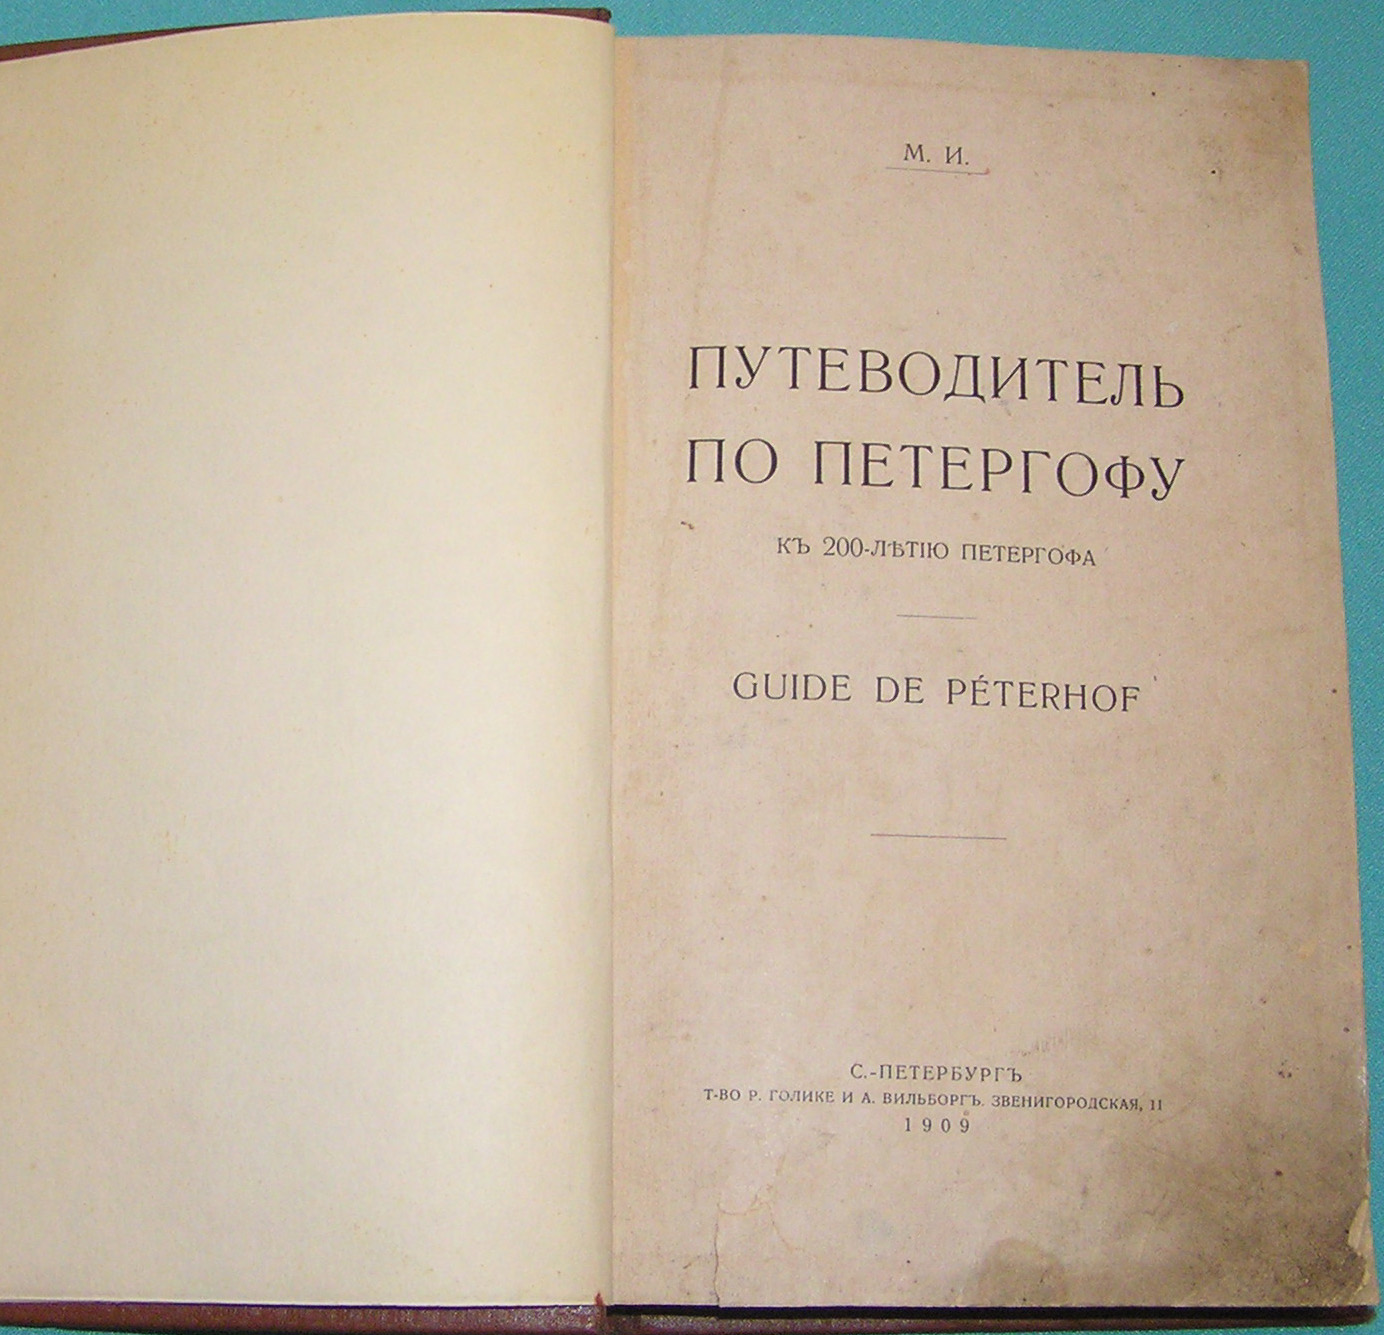 М. И.
ПУТЕВОДИТЕЛЬ
ПО ПЕТЕРГОФУ
КЪ 200-ЛѢТІЮ ПЕТЕРГОФА
GUIDE DE PÉTERHOF
С.-ПЕТЕРБУРГЪ
Т-ВО Р. ГОЛИКЕ И А. ВИЛЬБОРГЪ. ЗВЕНИГОРОДСКАЯ, 11
1909